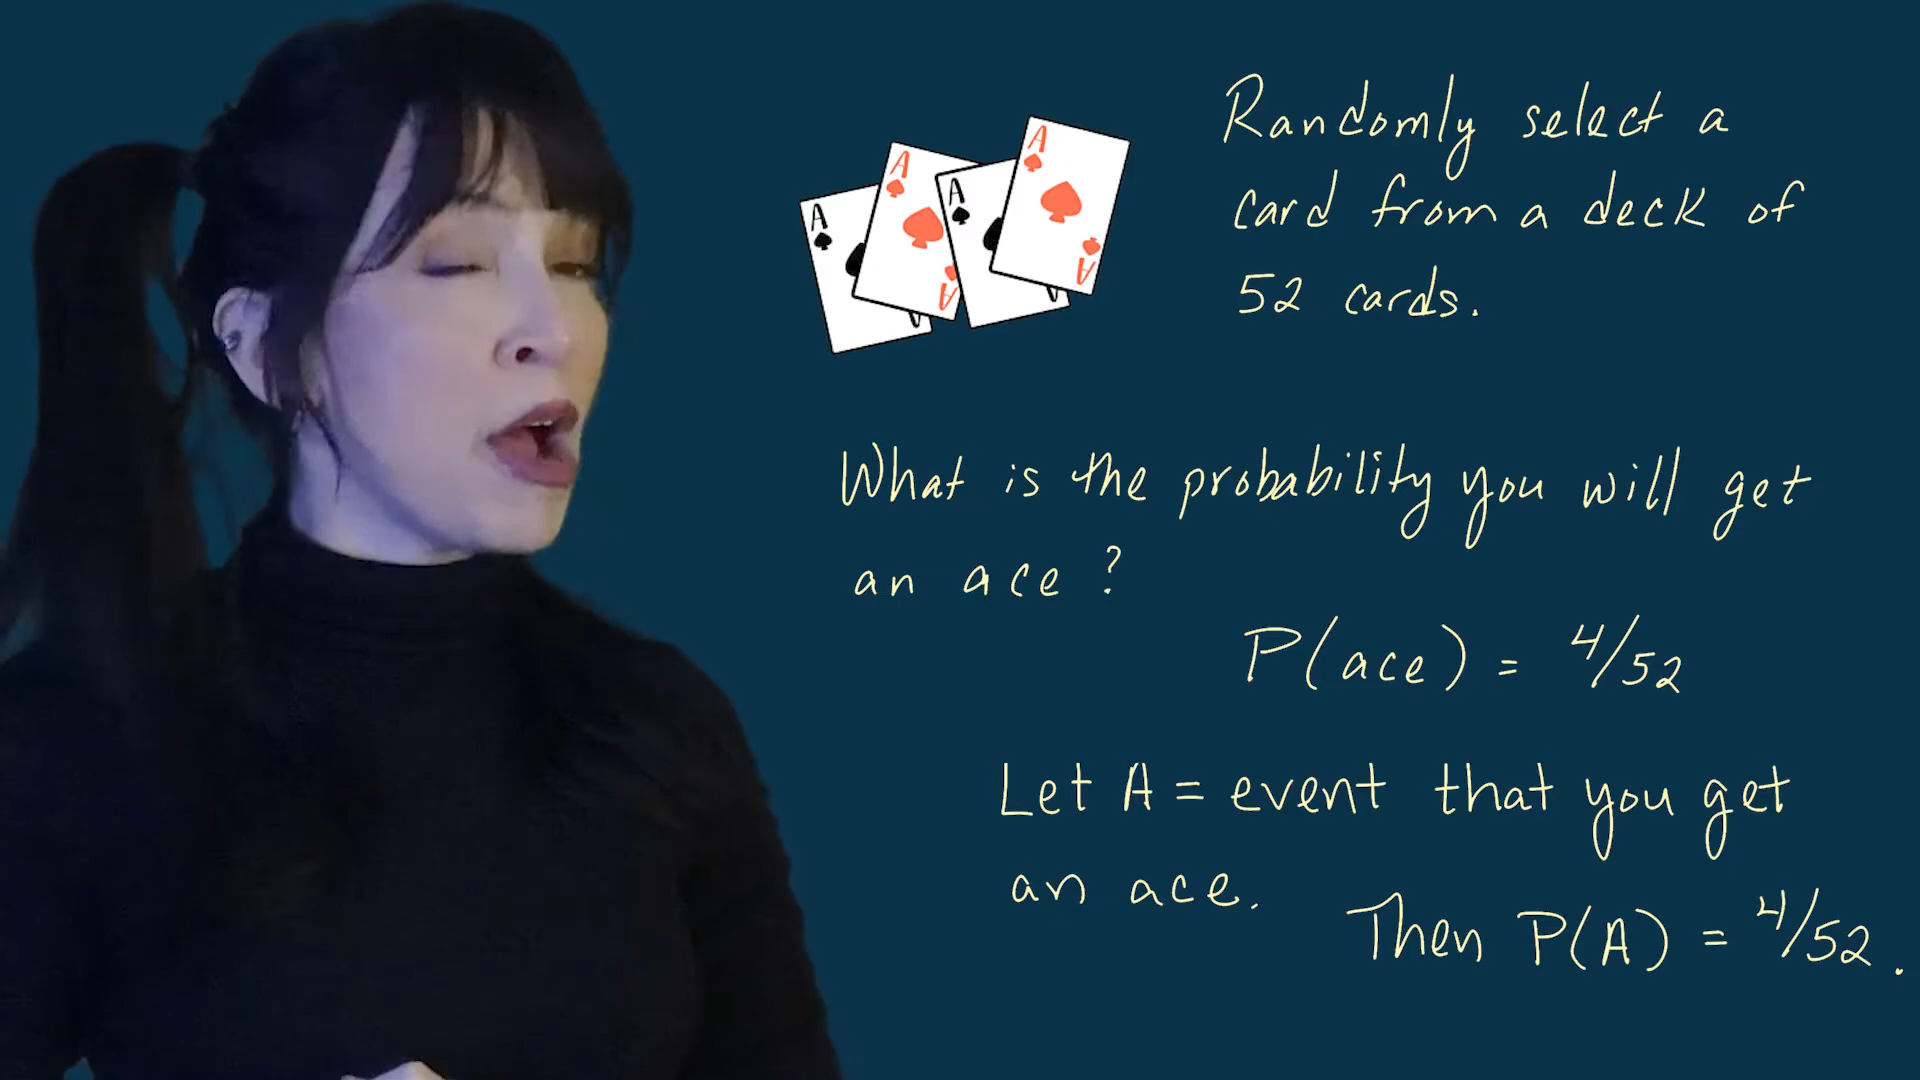 A
A
A
A
A
A
Randomly select a
card from a deck of
52 cards.
What is the probability you will get
an ace?
P(ace) = 4/52
Let A = event that you get
an ace.
Then P(A) = 4/52.